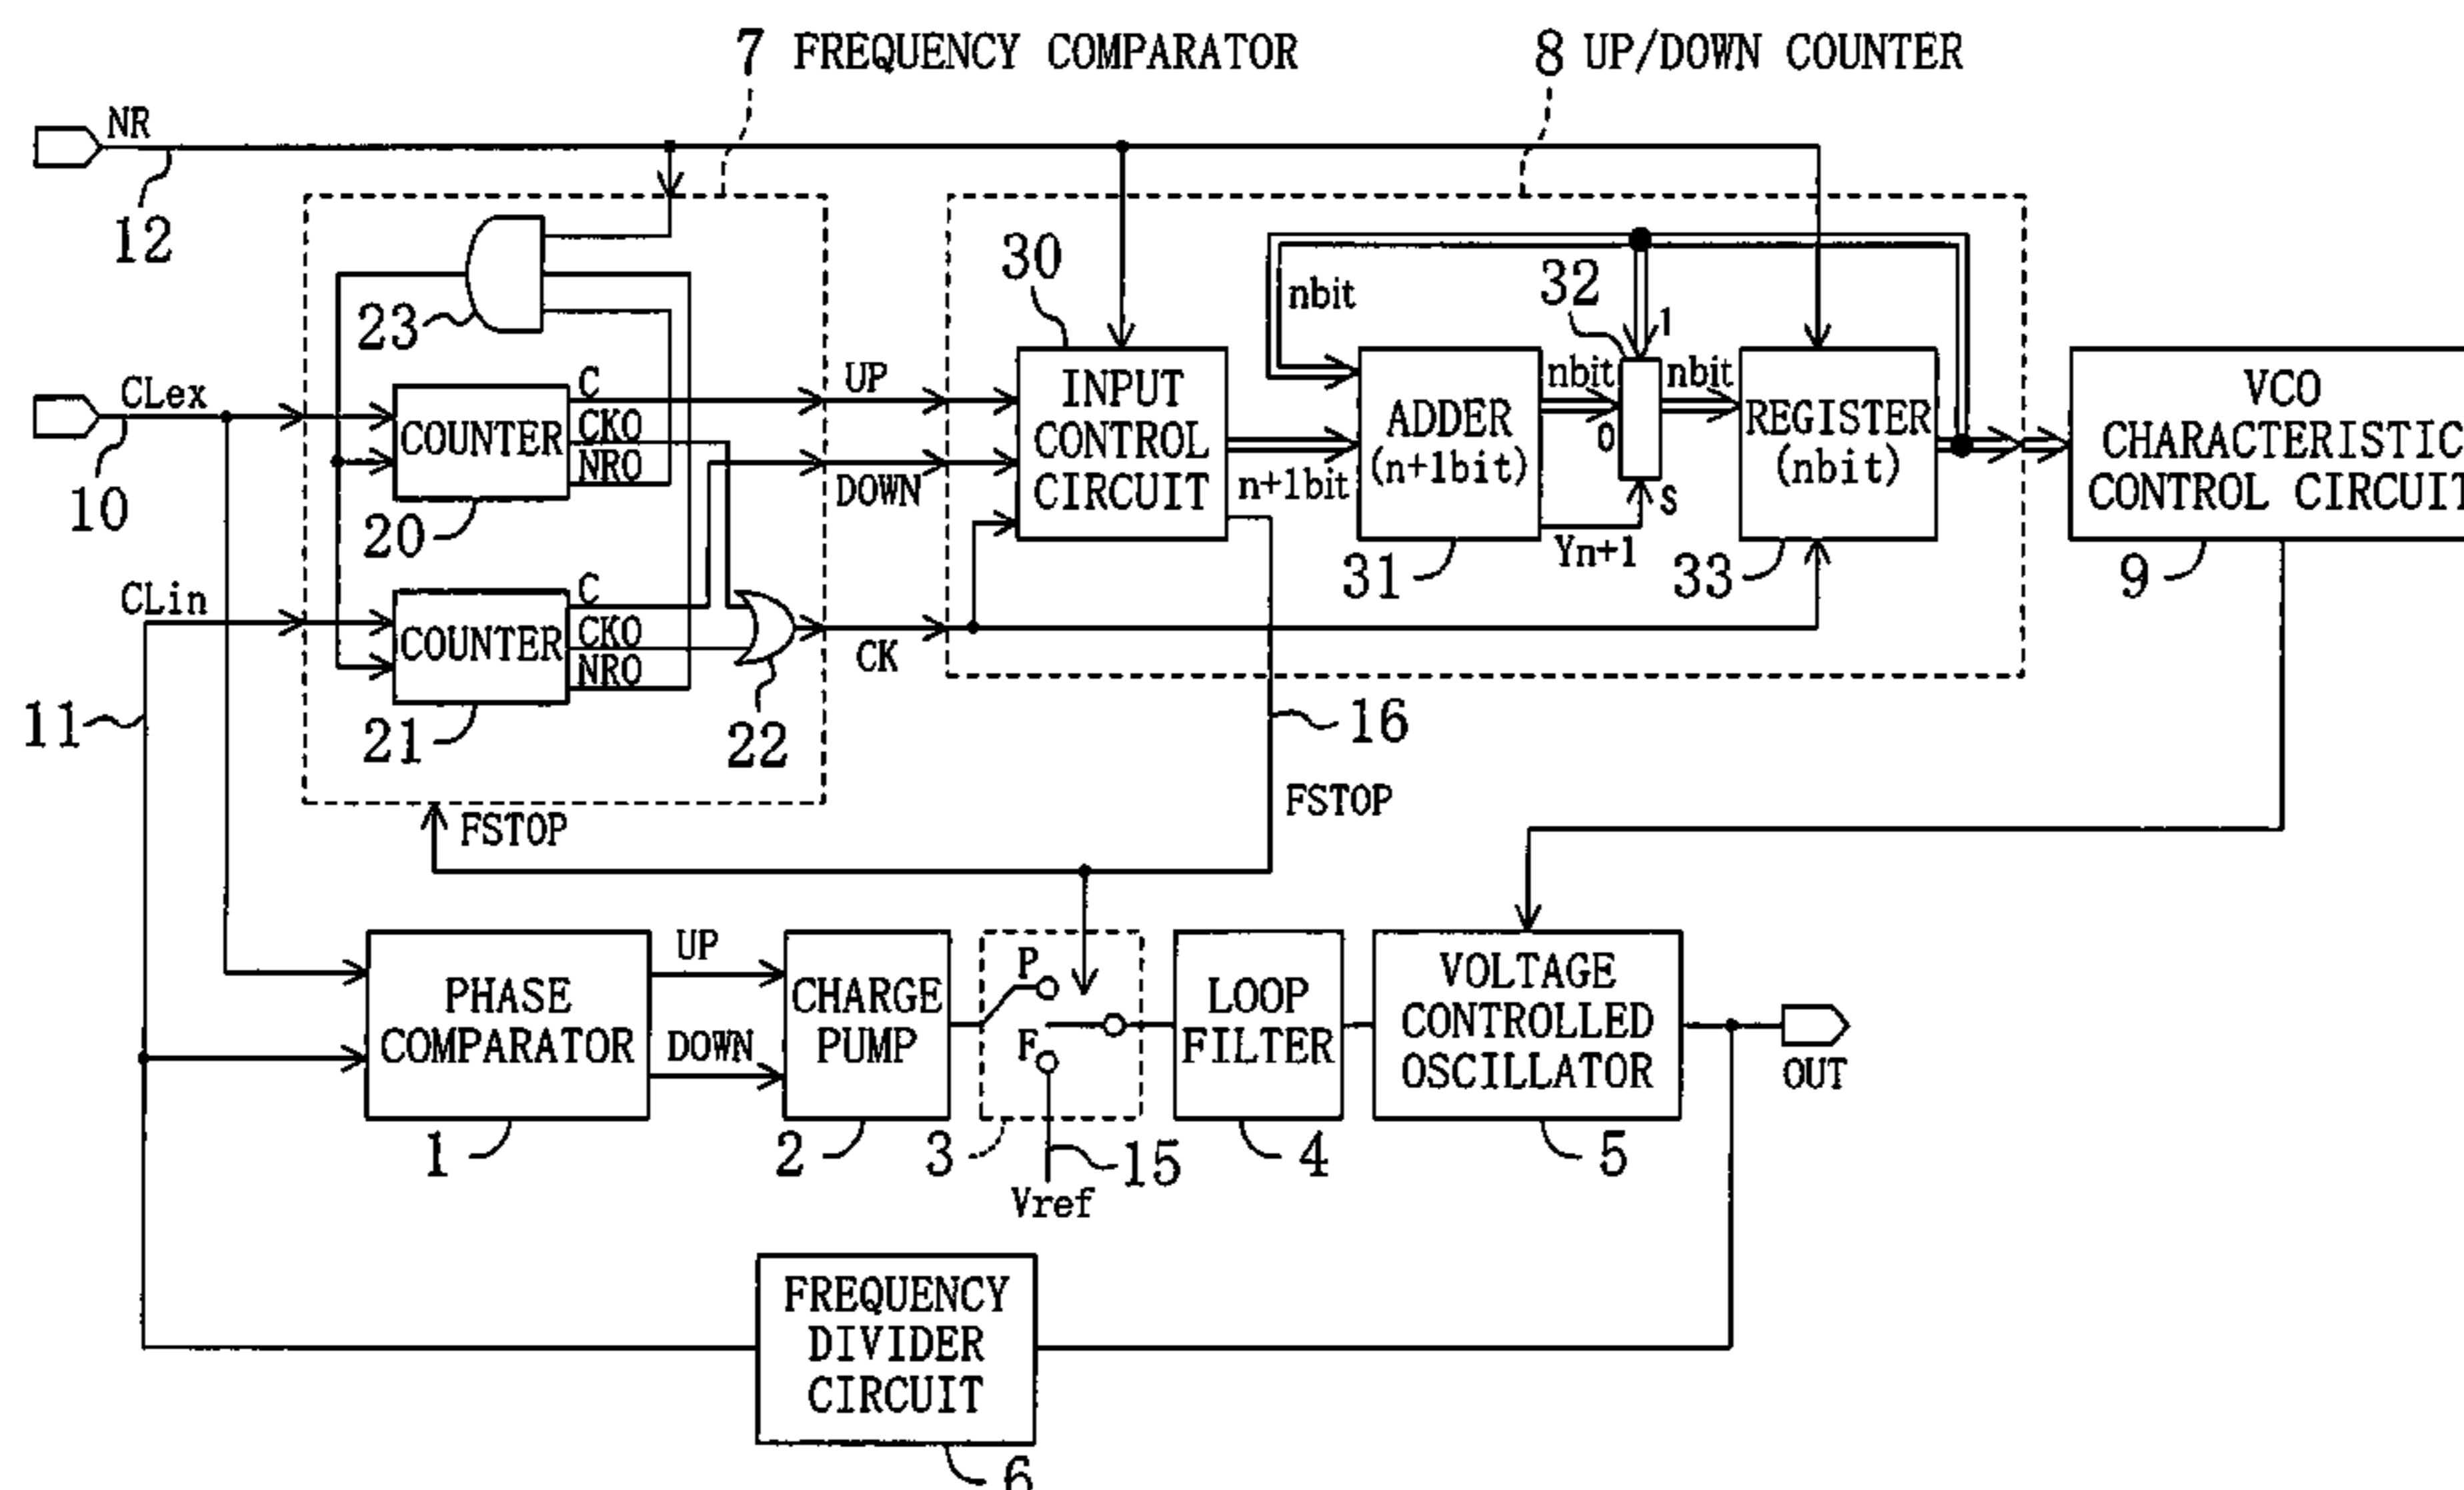 7 FREQUENCY COMPARATOR
8 UP/DOWN COUNTER
NR
12
30
32
1
nbit
23
CLex
10
C
CKO
NRO
COUNTER
20
UP
DOWN
INPUT
CONTROL
CIRCUIT
n+1bit
ADDER
(n+1bit)
31
nbit
0
nbit
S
Yn+1
REGISTER
(nbit)
33
VCO
CHARACTERISTIC
CONTROL CIRCUIT
9
CLin
11
C
CKO
NRO
COUNTER
21
22
CK
16
FSTOP
FSTOP
PHASE
COMPARATOR
1
UP
DOWN
CHARGE
PUMP
2
P
F
3
15
Vref
LOOP
FILTER
4
VOLTAGE
CONTROLLED
OSCILLATOR
5
OUT
FREQUENCY
DIVIDER
CIRCUIT
6